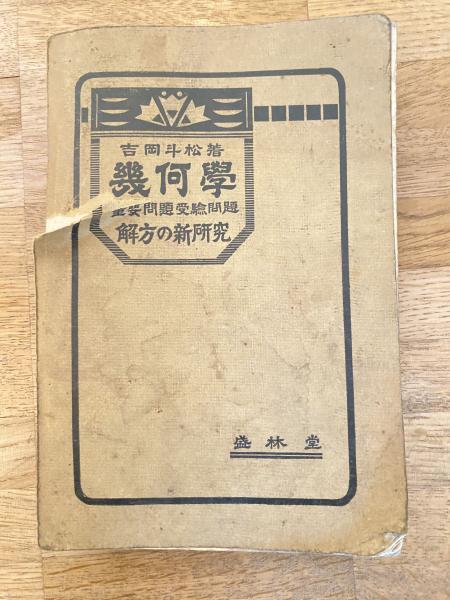 吉岡斗松著
幾何學
重要問題受驗問題
解方の新研究
盛林堂